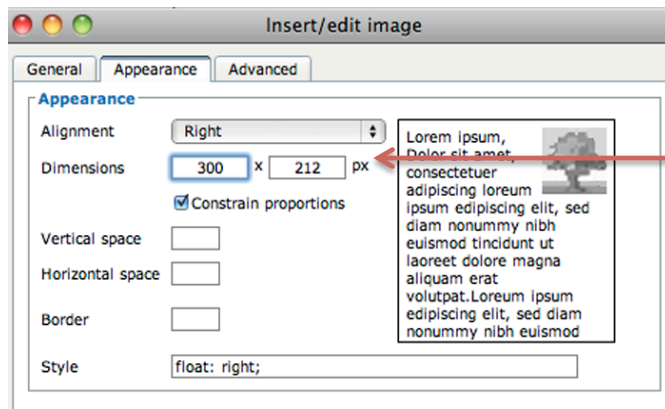 Insert/edit image
General Appearance Advanced
Appearance
Alignment Right
Dimensions 300 x 212 px
Constrain proportions
Vertical space
Horizontal space
Border
Style float: right;
Lorem ipsum,
Dolor sit amet,
consectetuer
adipiscing loreum
ipsum edipiscing elit, sed
diam nonummy nibh
euismod tincidunt ut
laoreet dolore magna
aliquam erat
volutpat.Loreum ipsum
edipiscing elit, sed diam
nonummy nibh euismod